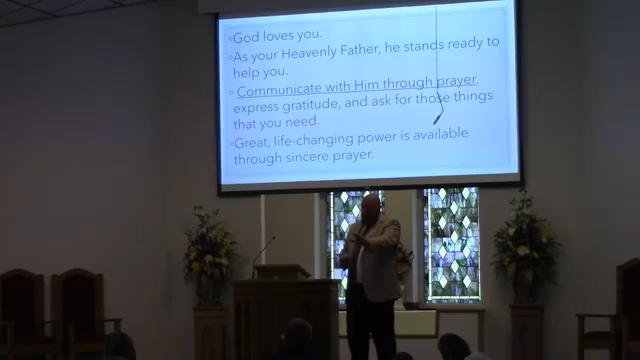 ◦God loves you.
◦As your Heavenly Father, he stands ready to
help you.
◦ Communicate with Him through prayer,
express gratitude, and ask for those things
that you need.
◦Great, life-changing power is available
through sincere prayer.